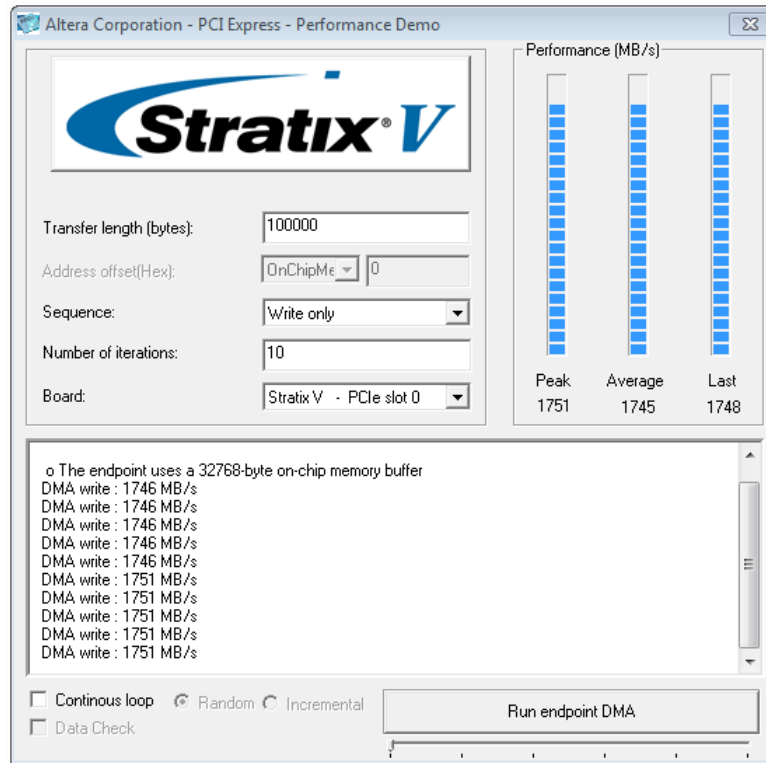 Altera Corporation - PCI Express - Performance Demo
Stratix® V
Transfer length (bytes): 100000
Address offset(Hex): OnChipMe 0
Sequence: Write only
Number of iterations: 10
Board: Stratix V - PCIe slot 0
Performance (MB/s)
Peak Average Last
1751 1745 1748
o The endpoint uses a 32768-byte on-chip memory buffer
DMA write : 1746 MB/s
DMA write : 1746 MB/s
DMA write : 1746 MB/s
DMA write : 1746 MB/s
DMA write : 1746 MB/s
DMA write : 1751 MB/s
DMA write : 1751 MB/s
DMA write : 1751 MB/s
DMA write : 1751 MB/s
DMA write : 1751 MB/s
Continous loop Random Incremental
Data Check
Run endpoint DMA